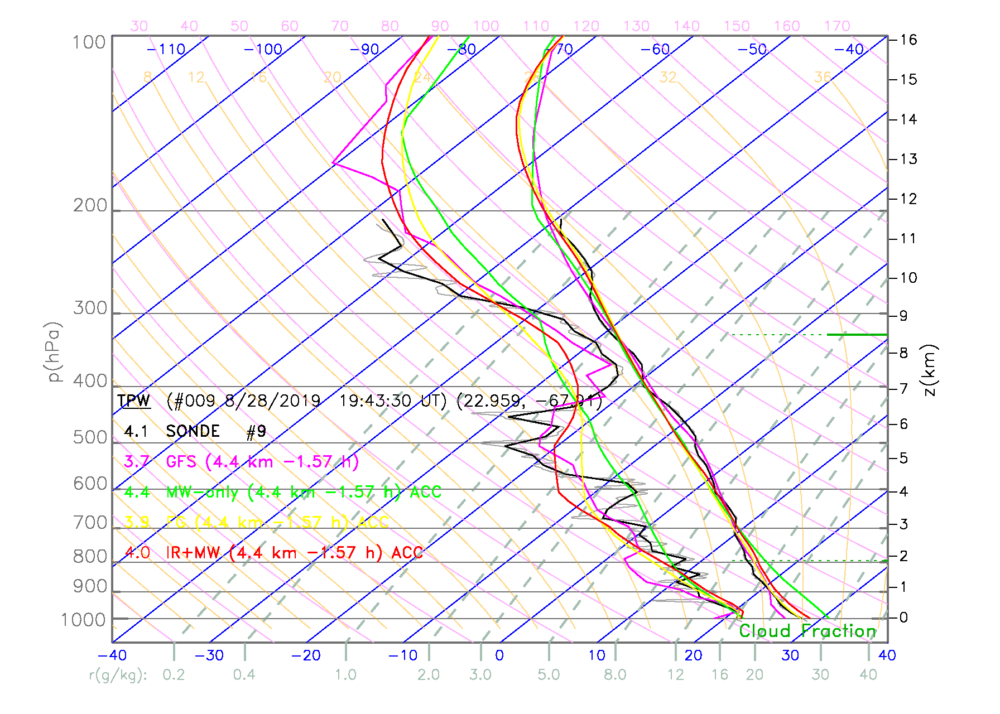 30 40 50 60 70 80 90 100 110 120 130 140 150 160 170
100 −110 −100 −90 −80 −70 −60 −50 −40 −16
8 12 16 20 24 28 32 36 −15
−14
−13
−12
200
−11
−10
300 −9
p(hPa) −8 z(km)
400 −7
TPW (#009 8/28/2019 19:43:30 UT) (22.959, −67.91)
−6
4.1 SONDE #9
500
3.7 GFS (4.4 km −1.57 h) −5
600 4.4 MW−only (4.4 km −1.57 h) ACC −4
700 3.9 FG (4.4 km −1.57 h) ACC −3
800 4.0 IR+MW (4.4 km −1.57 h) ACC −2
900 −1
1000 −0
Cloud Fraction
−40 −30 −20 −10 0 10 20 30 40
r(g/kg): 0.2 0.4 1.0 2.0 3.0 5.0 8.0 12 16 20 30 40